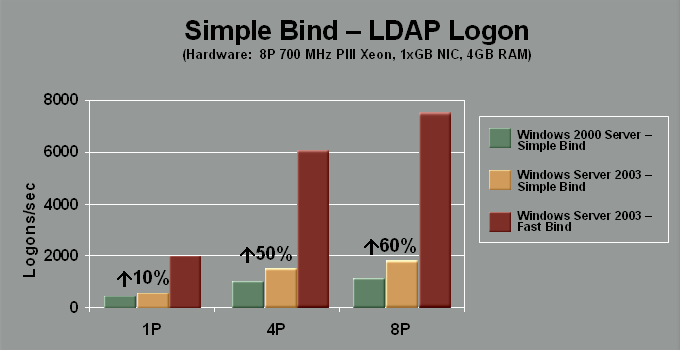 Simple Bind – LDAP Logon
(Hardware: 8P 700 MHz PIII Xeon, 1xGB NIC, 4GB RAM)
8000
6000
4000
2000
0
Logons/sec
↑10%
↑50%
↑60%
1P
4P
8P
Windows 2000 Server –
Simple Bind
Windows Server 2003 –
Simple Bind
Windows Server 2003 –
Fast Bind